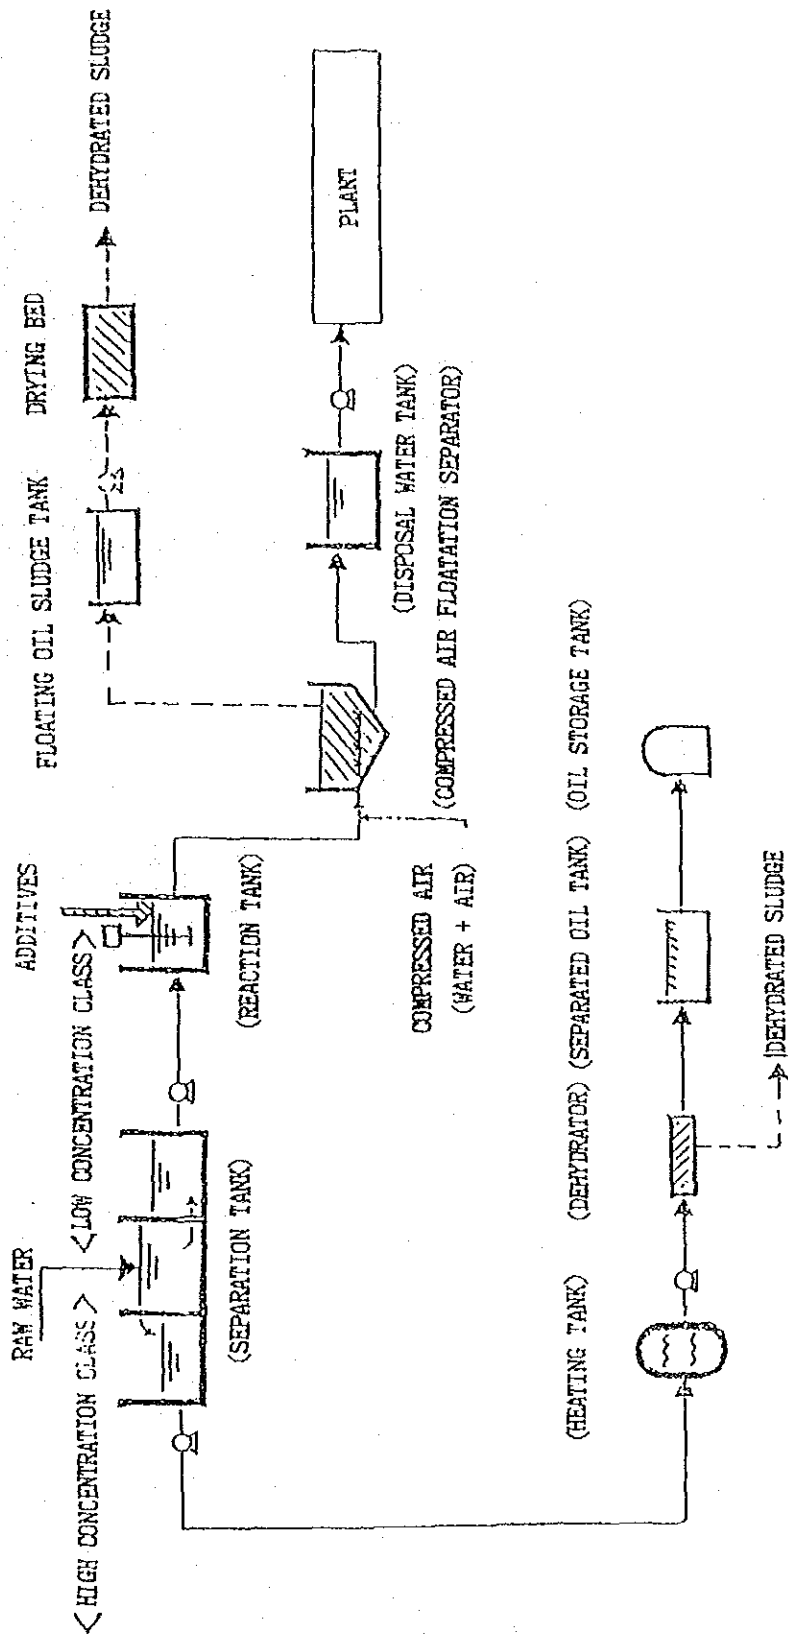 RAW WATER
<HIGH CONCENTRATION CLASS>
<LOW CONCENTRATION CLASS>
ADDITIVES
FLOATING OIL SLUDGE TANK
DRYING BED
DEHYDRATED SLUDGE
(SEPARATION TANK)
(REACTION TANK)
PLANT
COMPRESSED AIR
(WATER + AIR)
(DISPOSAL WATER TANK)
(COMPRESSED AIR FLOATATION SEPARATOR)
(HEATING TANK)
(DEHYDRATOR)
(SEPARATED OIL TANK)
(OIL STORAGE TANK)
DEHYDRATED SLUDGE